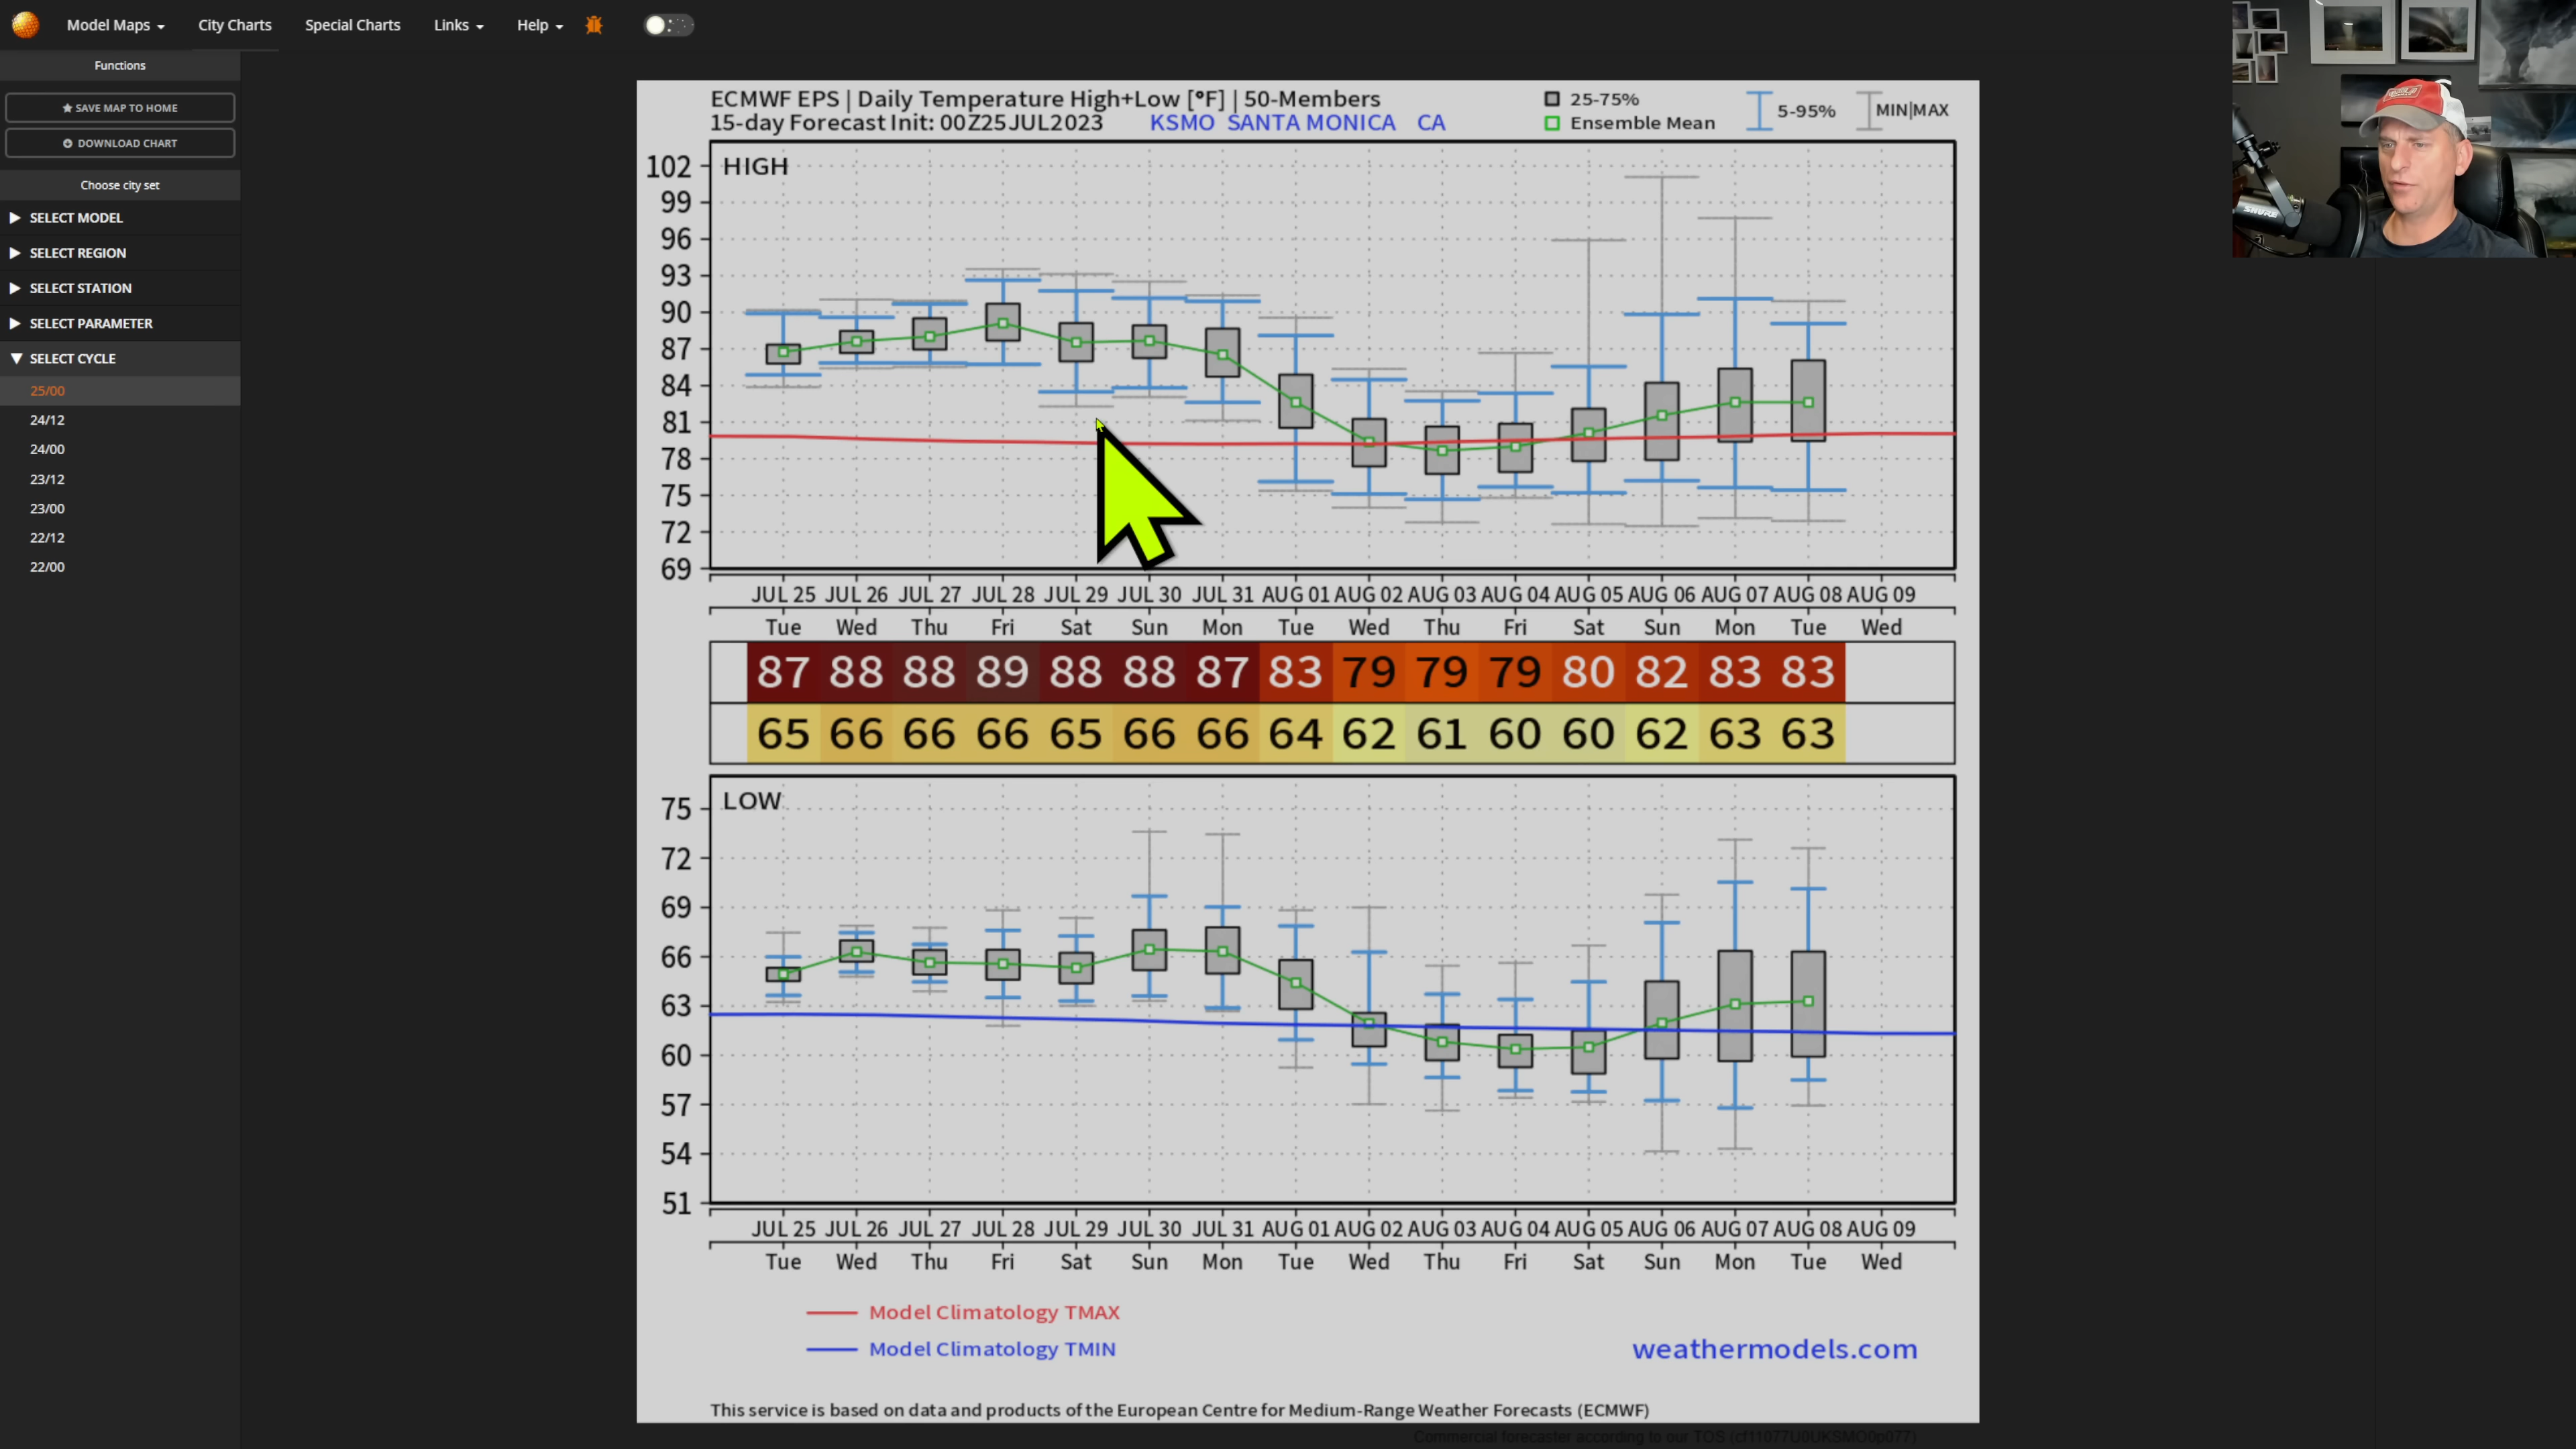 Model Maps City Charts Special Charts Links Help
Functions
SAVE MAP TO HOME
DOWNLOAD CHART
Choose city set
SELECT MODEL
SELECT REGION
SELECT STATION
SELECT PARAMETER
SELECT CYCLE
25/00
24/12
24/00
23/12
23/00
22/12
22/00
ECMWF EPS | Daily Temperature High+Low [°F] | 50-Members
15-day Forecast Init: 00Z25JUL2023 KSMO SANTA MONICA CA
25-75%
Ensemble Mean
5-95%
MIN|MAX
HIGH
102
99
96
93
90
87
84
81
78
75
72
69
JUL 25 JUL 26 JUL 27 JUL 28 JUL 29 JUL 30 JUL 31 AUG 01 AUG 02 AUG 03 AUG 04 AUG 05 AUG 06 AUG 07 AUG 08 AUG 09
Tue Wed Thu Fri Sat Sun Mon Tue Wed Thu Fri Sat Sun Mon Tue Wed
87 88 88 89 88 88 87 83 79 79 79 80 82 83 83
65 66 66 66 65 66 66 64 62 61 60 60 62 63 63
LOW
75
72
69
66
63
60
57
54
51
JUL 25 JUL 26 JUL 27 JUL 28 JUL 29 JUL 30 JUL 31 AUG 01 AUG 02 AUG 03 AUG 04 AUG 05 AUG 06 AUG 07 AUG 08 AUG 09
Tue Wed Thu Fri Sat Sun Mon Tue Wed Thu Fri Sat Sun Mon Tue Wed
Model Climatology TMAX
Model Climatology TMIN
weathermodels.com
This service is based on data and products of the European Centre for Medium-Range Weather Forecasts (ECMWF)
Commercial forecaster according to our TOS
SHURE